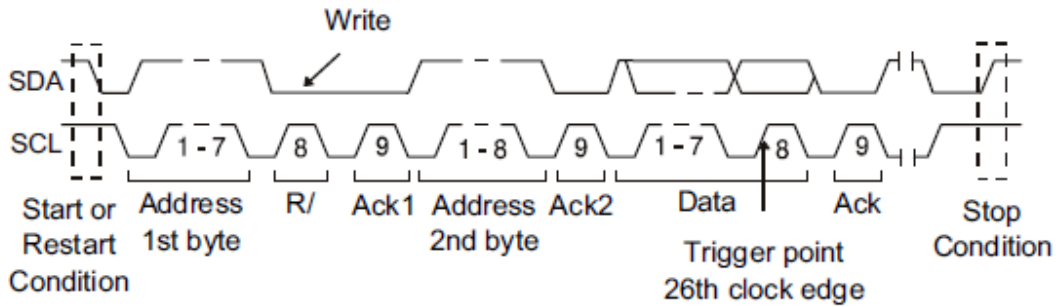 Write
SDA
SCL
1 - 7
8
9
1 - 8
9
1 - 7
8
9
Start or
Restart
Condition
Address
1st byte
R/
Ack1
Address
2nd byte
Ack2
Data
Ack
Stop
Condition
Trigger point
26th clock edge